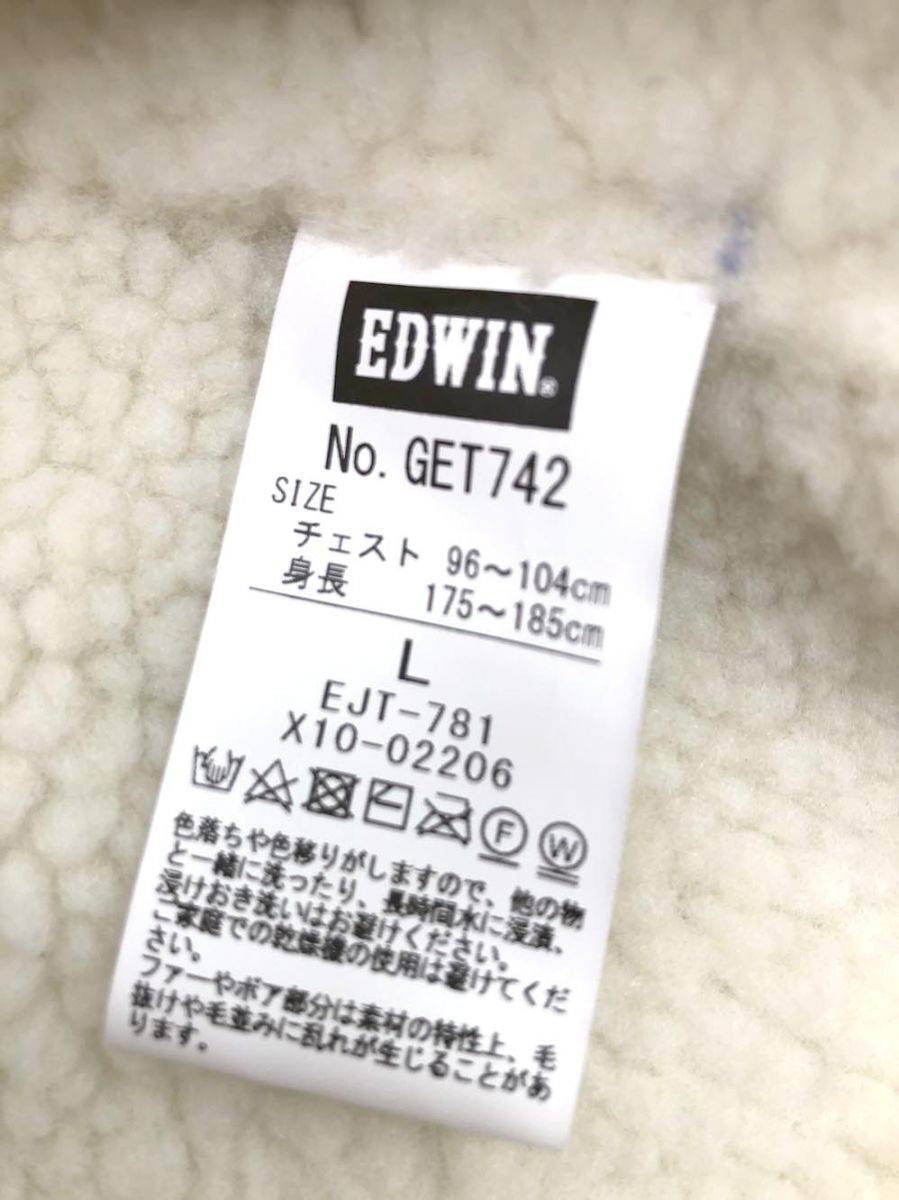 EDWIN®
No. GET742
SIZE
チェスト 96～104cm
身長 175～185cm
L
EJT-781
X10-02206
F W
色落ちや色移りがしますので、他の物
と一緒に洗ったり、長時間水に浸漬、
浸けおき洗いはお避けください。
ご家庭での乾燥機の使用は避けてくだ
さい。
ファーやボア部分は素材の特性上、毛
抜けや毛並みに乱れが生じることがあ
ります。